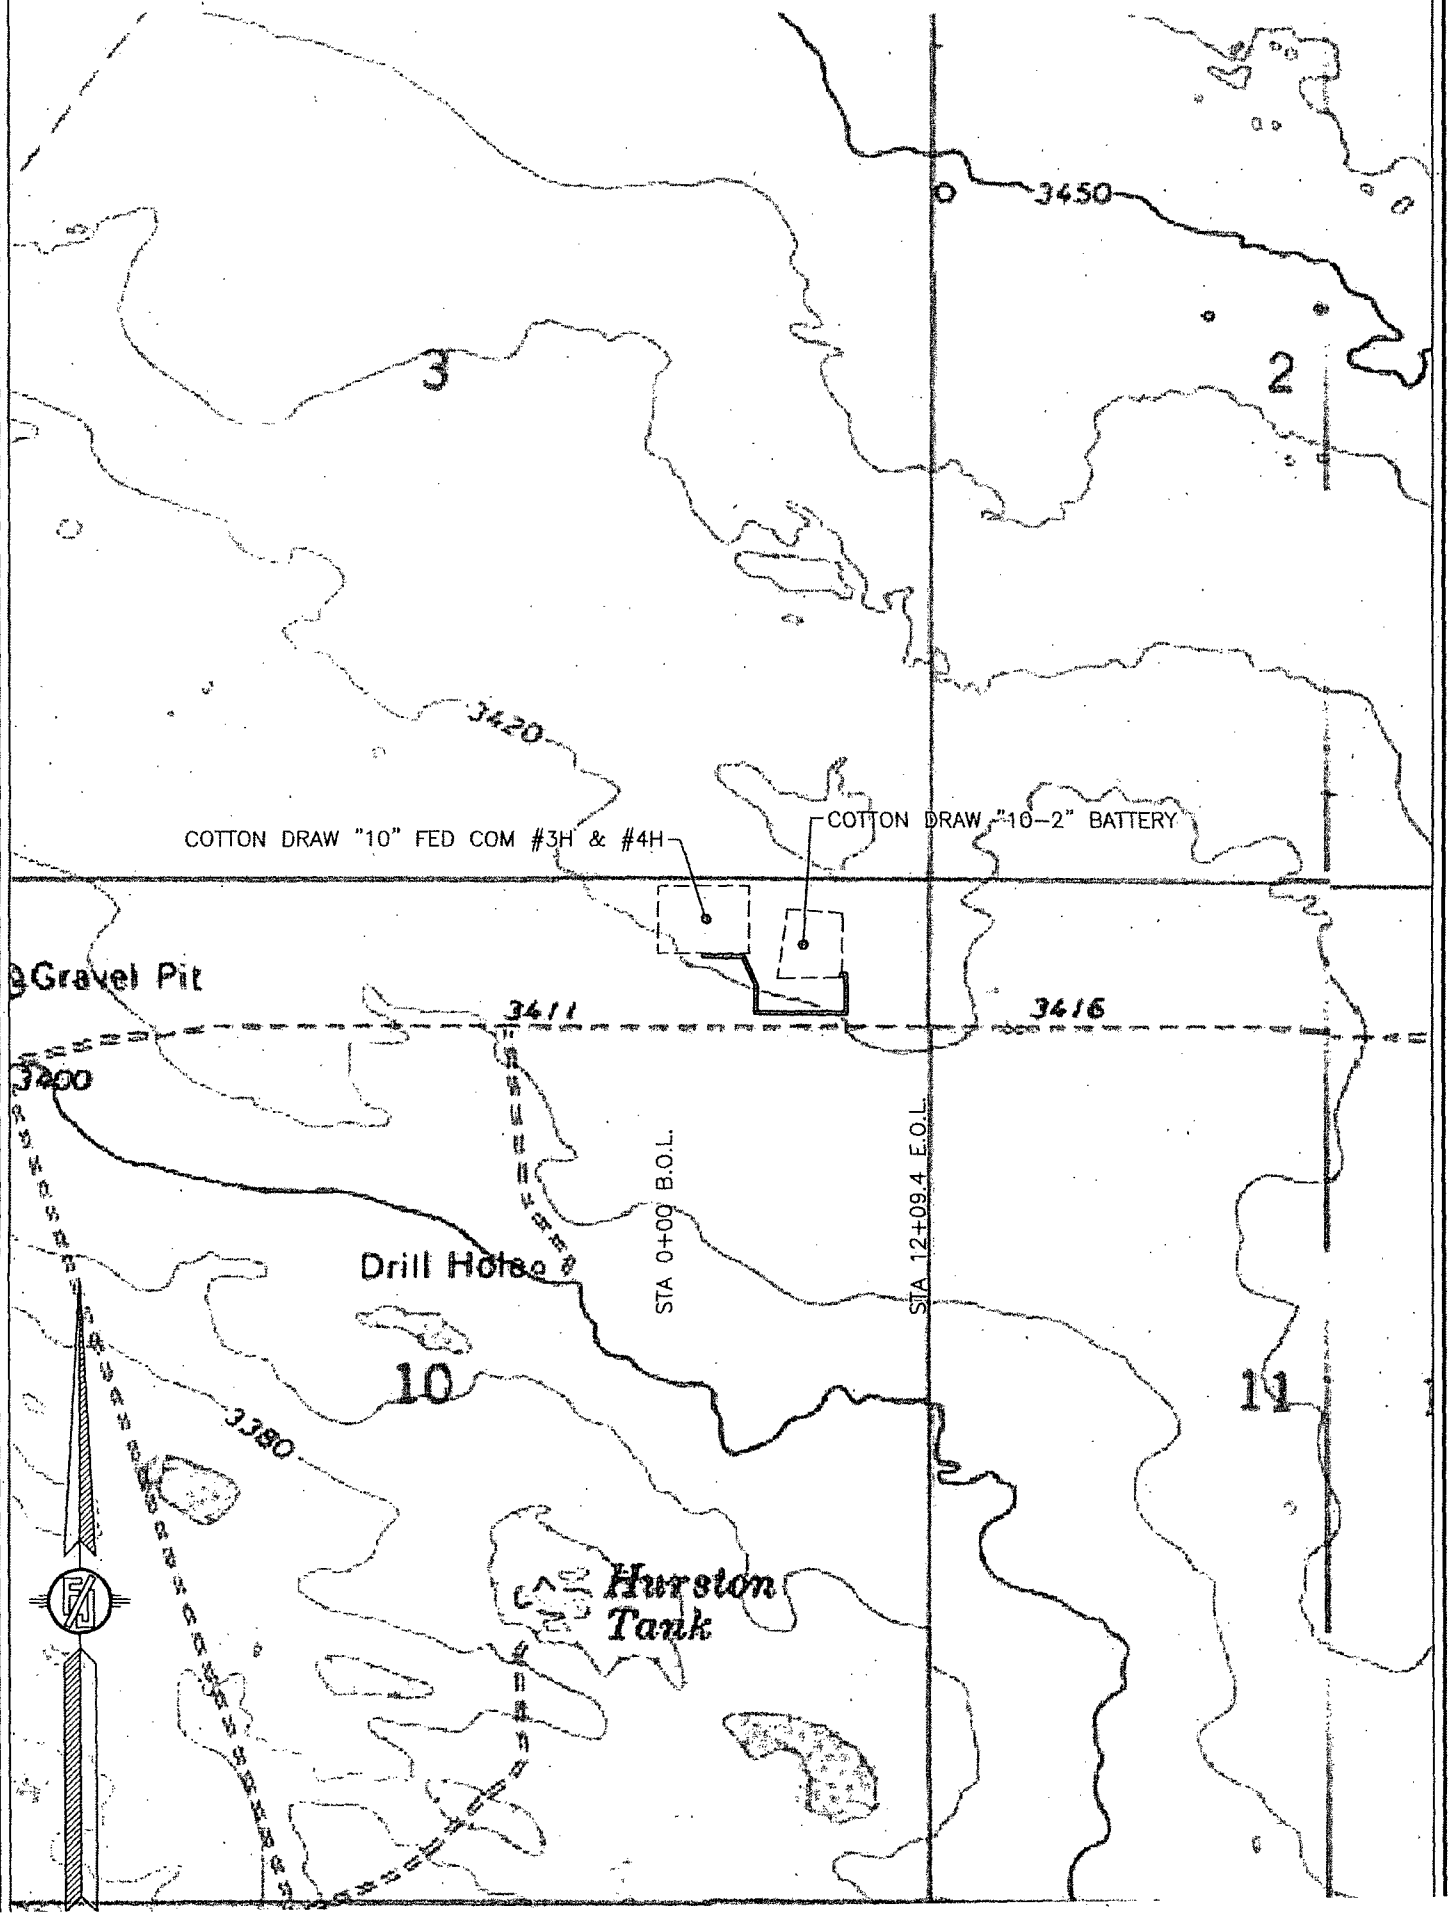 3450
3
2
3420
COTTON DRAW "10-2" BATTERY
COTTON DRAW "10" FED COM #3H & #4H
Gravel Pit
3411
3416
3400
STA 0+00 B.O.L.
STA 12+09.4 E.O.L.
Drill Hole
10
11
3380
Hurston
Tank